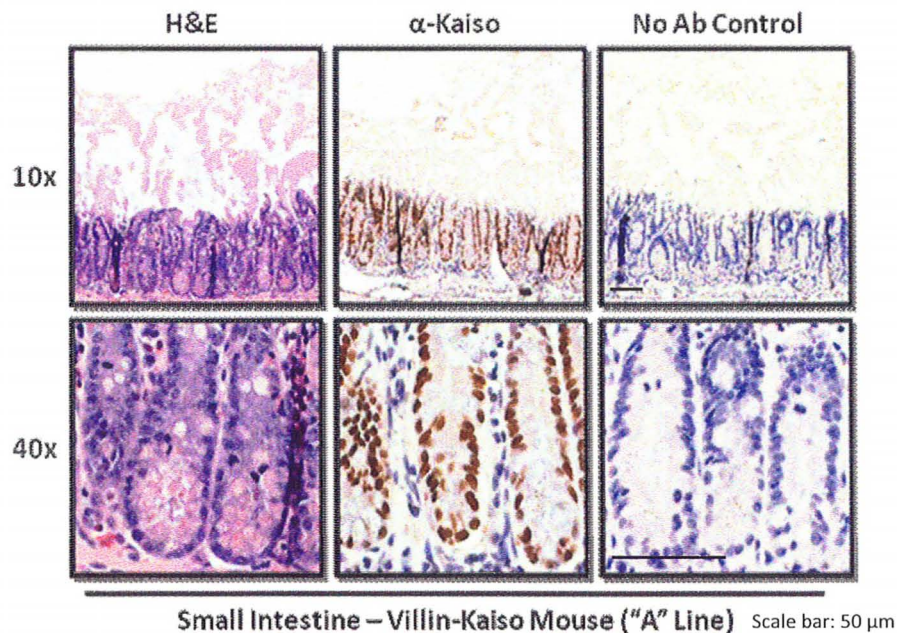 H&E α-Kaiso No Ab Control
10x
40x
Small Intestine – Villin-Kaiso Mouse ("A" Line) Scale bar: 50 μm